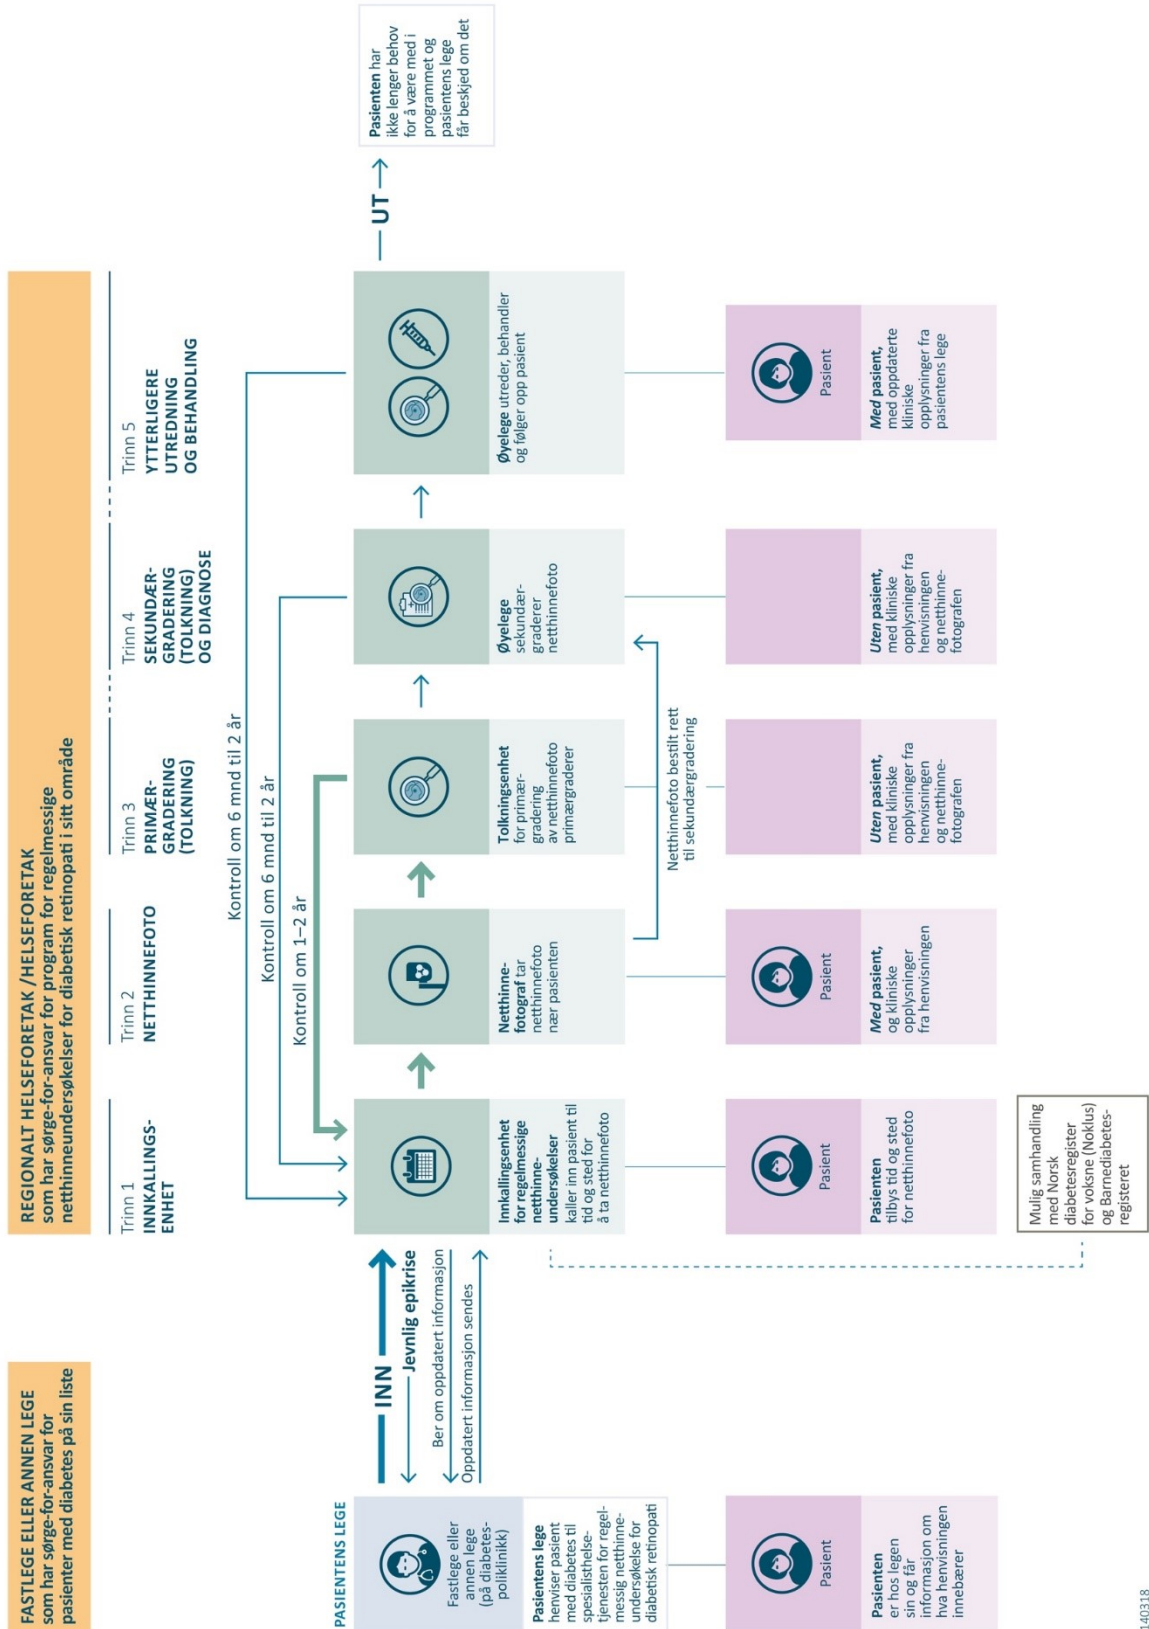 FASTLEGE ELLER ANNEN LEGE
som har sørge-for-ansvar for
pasienter med diabetes på sin liste
REGIONALT HELSEFORETAK /HELSEFORETAK
som har sørge-for-ansvar for program for regelmessige
netthinneundersøkelser for diabetisk retinopati i sitt område
Trinn 1
INNKALLINGS-
ENHET
Trinn 2
NETTHINNEFOTO
Trinn 3
PRIMÆR-
GRADERING
(TOLKNING)
Trinn 4
SEKUNDÆR-
GRADERING
(TOLKNING)
OG DIAGNOSE
Trinn 5
YTTERLIGERE
UTREDNING
OG BEHANDLING
Kontroll om 6 mnd til 2 år
Kontroll om 6 mnd til 2 år
Kontroll om 1–2 år
PASIENTENS LEGE
Fastlege eller
annen lege
(på diabetes-
poliklinikk)
Pasientens lege
henviser pasient
med diabetes til
spesialisthelse-
tjenesten for regel-
messig netthinne-
undersøkelse for
diabetisk retinopati
INN
Jevnlig epikrise
Ber om oppdatert informasjon
Oppdatert informasjon sendes
Innkallingsenhet
for regelmessige
netthinne-
undersøkelser
kaller inn pasient til
tid og sted for
å ta netthinnefoto
Netthinne-
fotograf tar
netthinnefoto
nær pasienten
Tolkningsenhet
for primær-
gradering
av netthinnefoto
primærgraderer
Øyelege
sekundær-
graderer
netthinnefoto
Øyelege utreder, behandler
og følger opp pasient
UT
Pasienten har
ikke lenger behov
for å være med i
programmet og
pasientens lege
får beskjed om det
Netthinnefoto bestilt rett
til sekundærgradering
Pasient
Pasienten
er hos legen
sin og får
informasjon om
hva henvisningen
innebærer
Pasient
Pasienten
tilbys tid og sted
for netthinnefoto
Pasient
Med pasient,
og kliniske
opplysninger
fra henvisningen
Uten pasient,
med kliniske
opplysninger fra
henvisningen
og netthinne-
fotografen
Uten pasient,
med kliniske
opplysninger fra
henvisningen
og netthinne-
fotografen
Pasient
Med pasient,
med oppdaterte
kliniske
opplysninger fra
pasientens lege
Mulig samhandling
med Norsk
diabetesregister
for voksne (Noklus)
og Barnediabetes-
registeret
140318